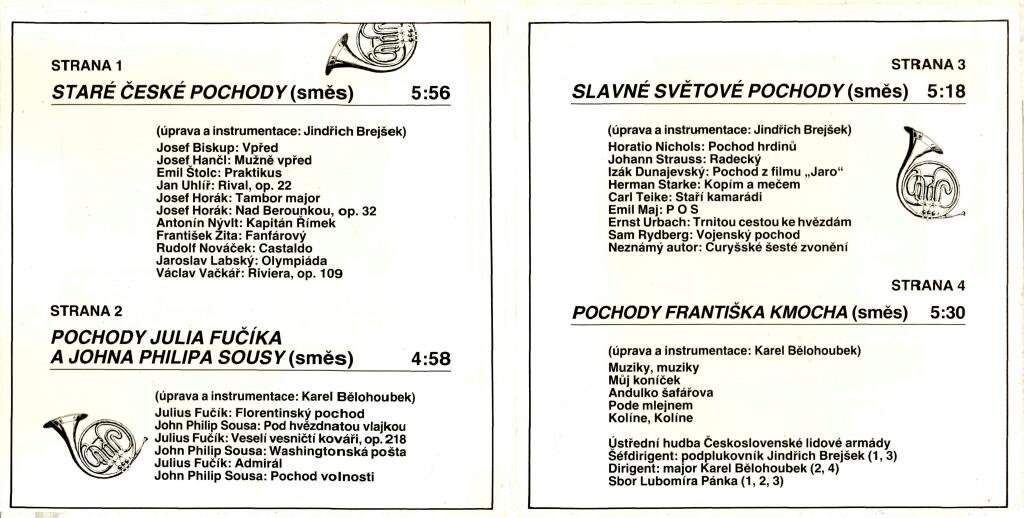 STRANA 1
STARÉ ČESKÉ POCHODY (směs) 5:56
(úprava a instrumentace: Jindřich Brejšek)
Josef Biskup: Vpřed
Josef Hančl: Mužně vpřed
Emil Štolc: Praktikus
Jan Uhlíř: Rival, op. 22
Josef Horák: Tambor major
Josef Horák: Nad Berounkou, op. 32
Antonín Nývlt: Kapitán Římek
František Žita: Fanfárový
Rudolf Nováček: Castaldo
Jaroslav Labský: Olympiáda
Václav Vačkář: Riviera, op. 109
STRANA 2
POCHODY JULIA FUČÍKA
A JOHNA PHILIPA SOUSY (směs) 4:58
(úprava a instrumentace: Karel Bělohoubek)
Julius Fučík: Florentinský pochod
John Philip Sousa: Pod hvězdnatou vlajkou
Julius Fučík: Veselí vesničtí kováři, op. 218
John Philip Sousa: Washingtonská pošta
Julius Fučík: Admirál
John Philip Sousa: Pochod volnosti
STRANA 3
SLAVNÉ SVĚTOVÉ POCHODY (směs) 5:18
(úprava a instrumentace: Jindřich Brejšek)
Horatio Nichols: Pochod hrdinů
Johann Strauss: Radecký
Izák Dunajevský: Pochod z filmu „Jaro“
Herman Starke: Kopím a mečem
Carl Teike: Staří kamarádi
Emil Maj: P O S
Ernst Urbach: Trnitou cestou ke hvězdám
Sam Rydberg: Vojenský pochod
Neznámý autor: Curyšské šesté zvonění
STRANA 4
POCHODY FRANTIŠKA KMOCHA (směs) 5:30
(úprava a instrumentace: Karel Bělohoubek)
Muziky, muziky
Můj koníček
Andulko šafářova
Pode mlejnem
Kolíne, Kolíne
Ústřední hudba Československé lidové armády
Šéfdirigent: podplukovník Jindřich Brejšek (1, 3)
Dirigent: major Karel Bělohoubek (2, 4)
Sbor Lubomíra Pánka (1, 2, 3)